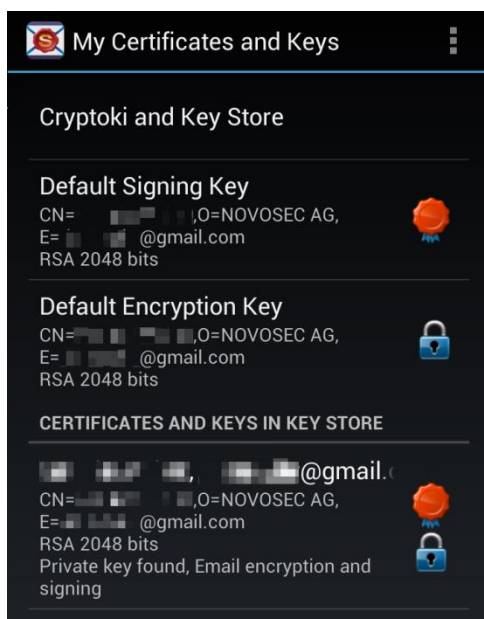 My Certificates and Keys
Cryptoki and Key Store
Default Signing Key
CN= ,O=NOVOSEC AG,
E= @gmail.com
RSA 2048 bits
Default Encryption Key
CN= ,O=NOVOSEC AG,
E= @gmail.com
RSA 2048 bits
CERTIFICATES AND KEYS IN KEY STORE
, @gmail.
CN= ,O=NOVOSEC AG,
E= @gmail.com
RSA 2048 bits
Private key found, Email encryption and
signing